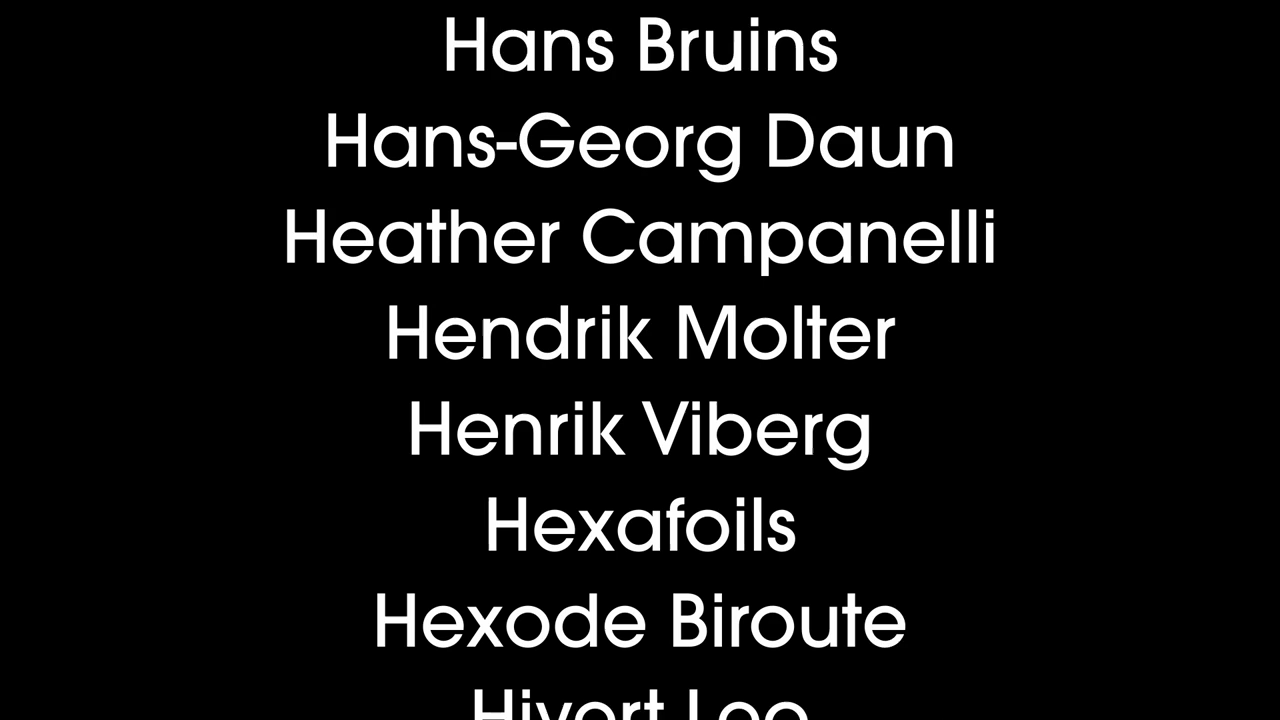 Hans Bruins
Hans-Georg Daun
Heather Campanelli
Hendrik Molter
Henrik Viberg
Hexafoils
Hexode Biroute